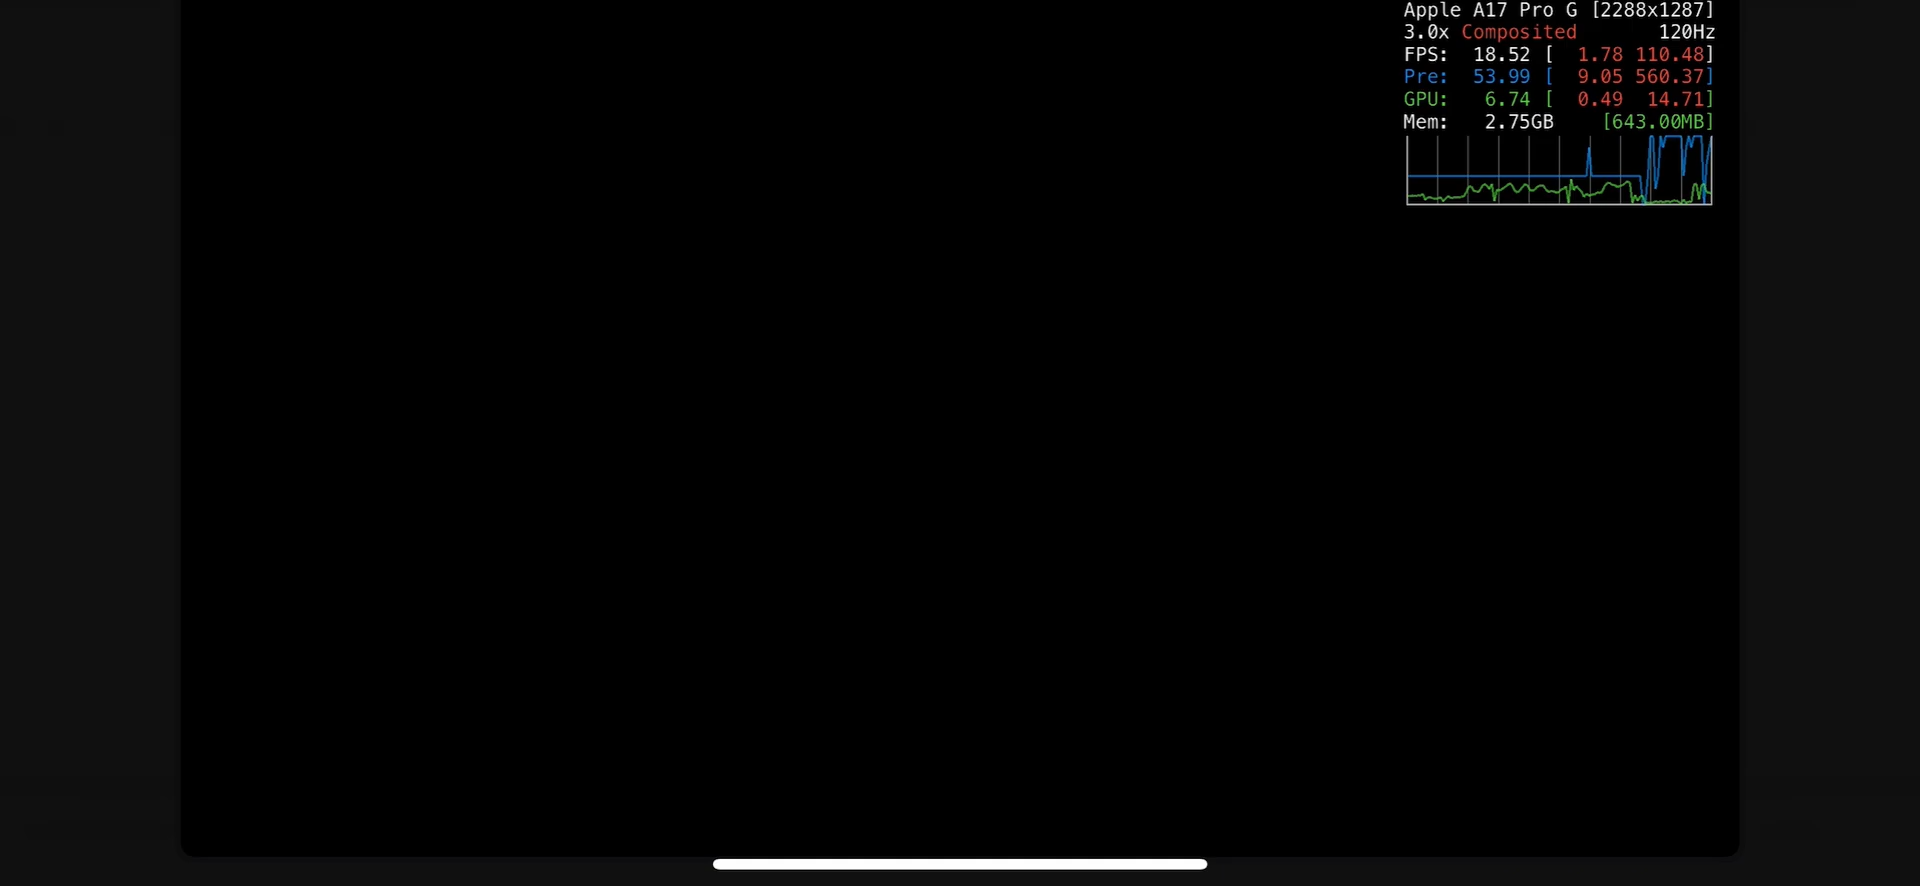 Apple A17 Pro G [2288x1287]
3.0x Composited 120Hz
FPS: 18.52 [ 1.78 110.48]
Pre: 53.99 [ 9.05 560.37]
GPU: 6.74 [ 0.49 14.71]
Mem: 2.75GB [643.00MB]